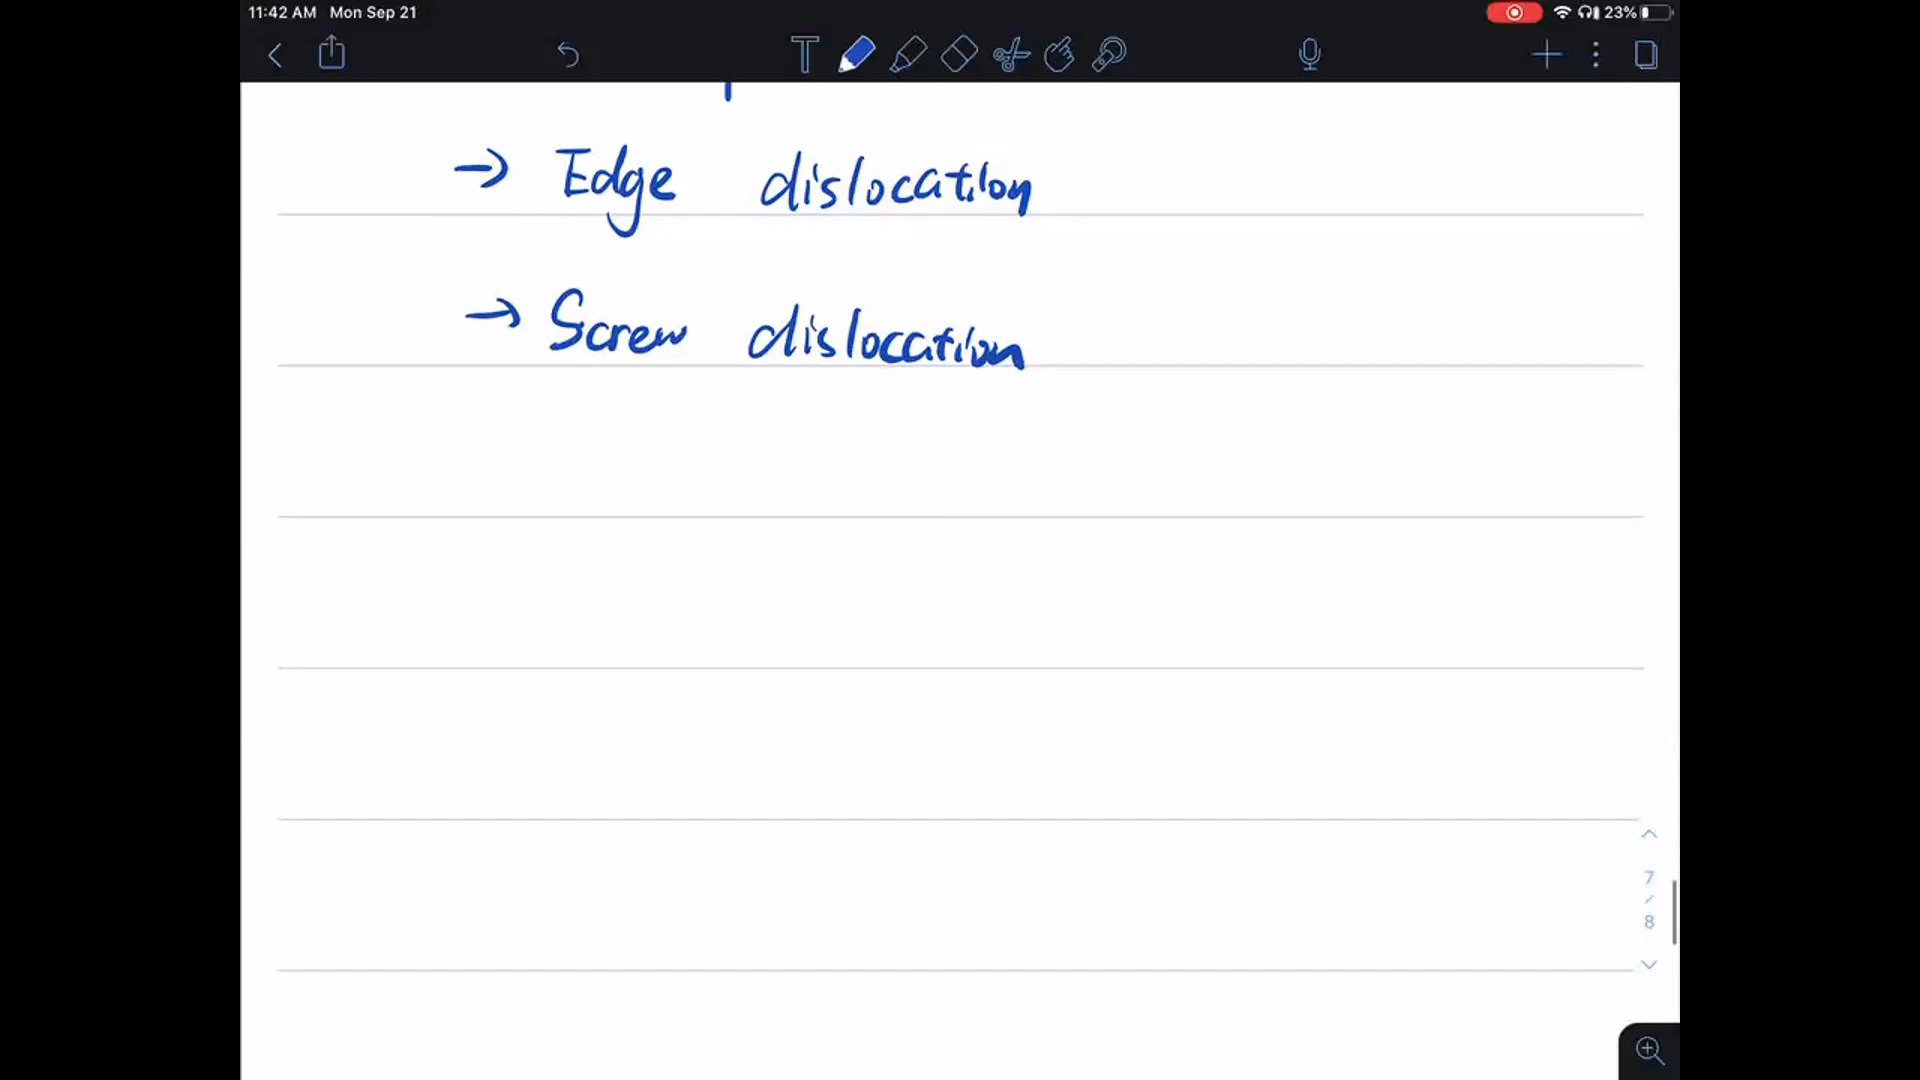 11:42 AM Mon Sep 21
23%
T
→ Edge dislocation
→ Screw dislocation
7
/
8